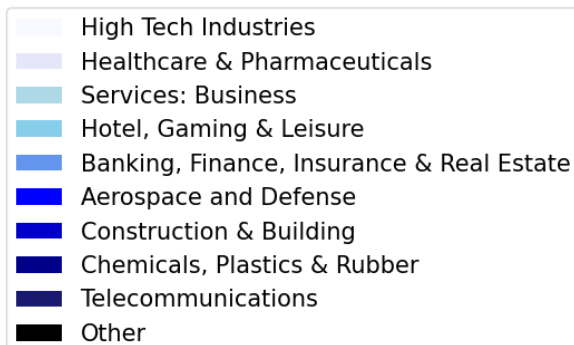 High Tech Industries
Healthcare & Pharmaceuticals
Services: Business
Hotel, Gaming & Leisure
Banking, Finance, Insurance & Real Estate
Aerospace and Defense
Construction & Building
Chemicals, Plastics & Rubber
Telecommunications
Other